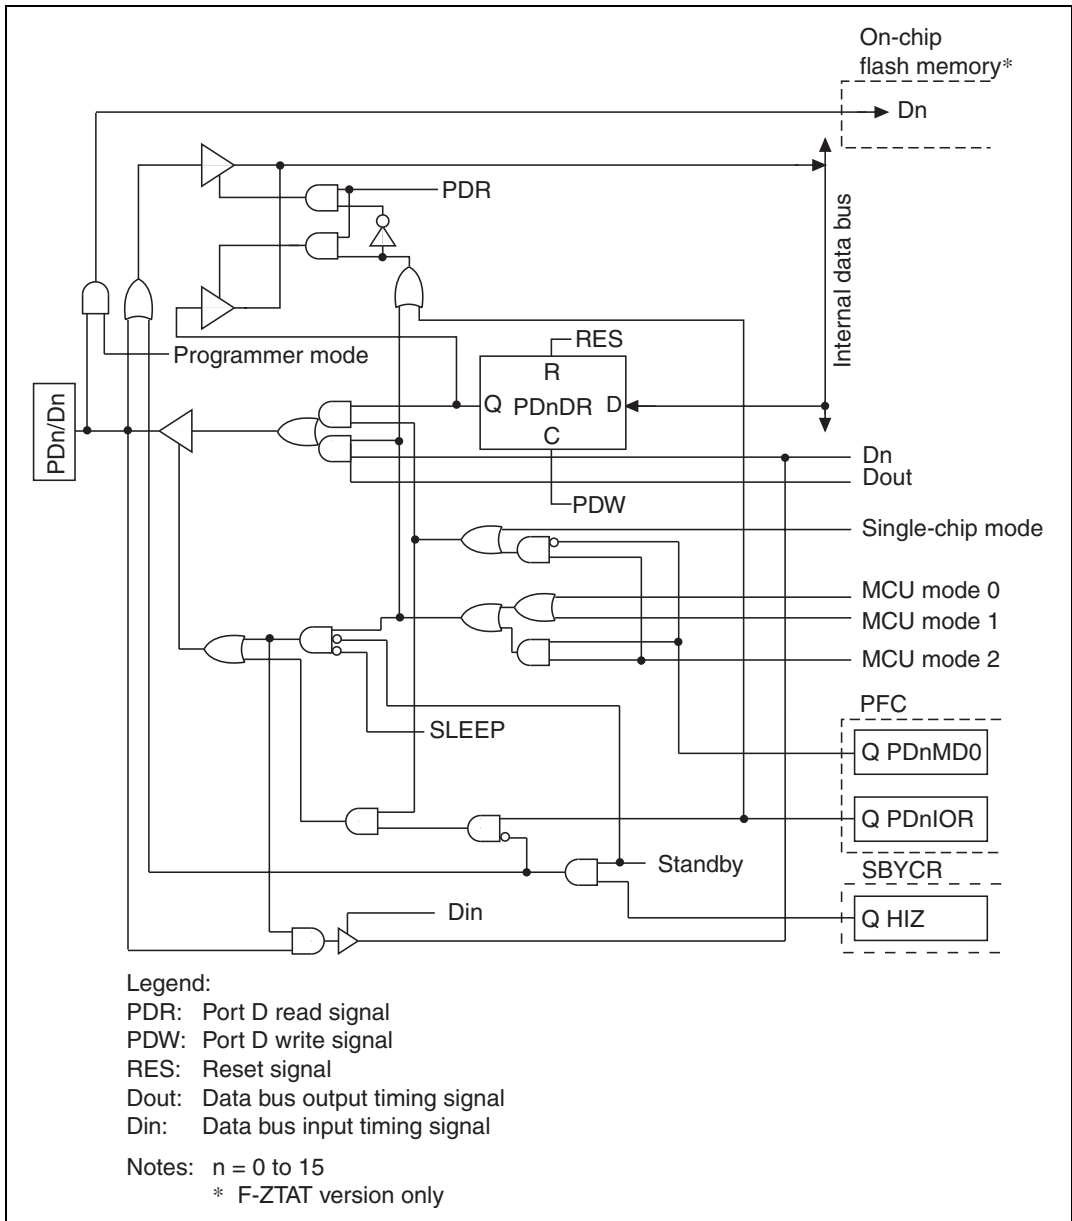 On-chip
flash memory*
Dn
PDR
Internal data bus
Programmer mode
RES
R
Q PDnDR D
C
PDn/Dn
Dn
Dout
PDW
Single-chip mode
MCU mode 0
MCU mode 1
MCU mode 2
PFC
SLEEP
Q PDnMD0
Q PDnIOR
Standby
SBYCR
Din
Q HIZ
Legend:
PDR: Port D read signal
PDW: Port D write signal
RES: Reset signal
Dout: Data bus output timing signal
Din: Data bus input timing signal
Notes: n = 0 to 15
* F-ZTAT version only